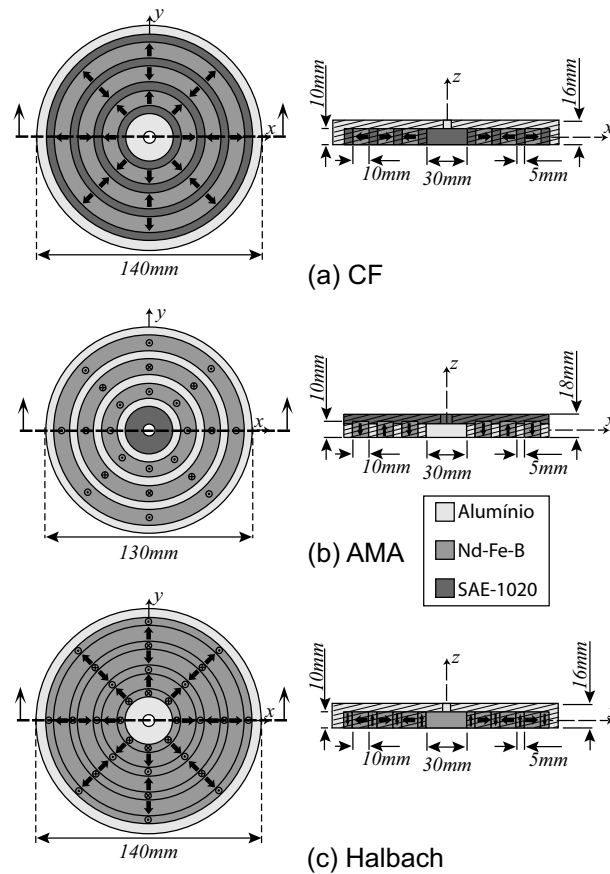 y
x
140mm
10mm
z
16mm
x
10mm
30mm
5mm
(a) CF
y
x
130mm
10mm
z
18mm
x
10mm
30mm
5mm
(b) AMA
Alumínio
Nd-Fe-B
SAE-1020
y
x
140mm
10mm
z
16mm
x
10mm
30mm
5mm
(c) Halbach